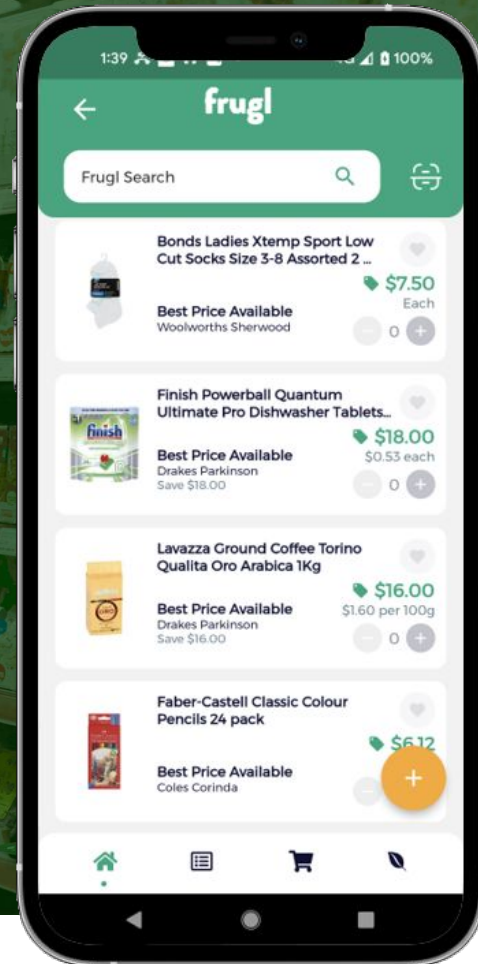 1:39
4G 100%
frugl
Frugl Search
Bonds Ladies Xtemp Sport Low
Cut Socks Size 3-8 Assorted 2 ...
$7.50
Each
Best Price Available
Woolworths Sherwood
0
Finish Powerball Quantum
Ultimate Pro Dishwasher Tablets...
finish
$18.00
Best Price Available
$0.53 each
Drakes Parkinson
Save $18.00
0
Lavazza Ground Coffee Torino
Qualita Oro Arabica 1Kg
ORO
$16.00
Best Price Available
$1.60 per 100g
Drakes Parkinson
Save $16.00
0
Faber-Castell Classic Colour
Pencils 24 pack
$6.12
Best Price Available
Coles Corinda